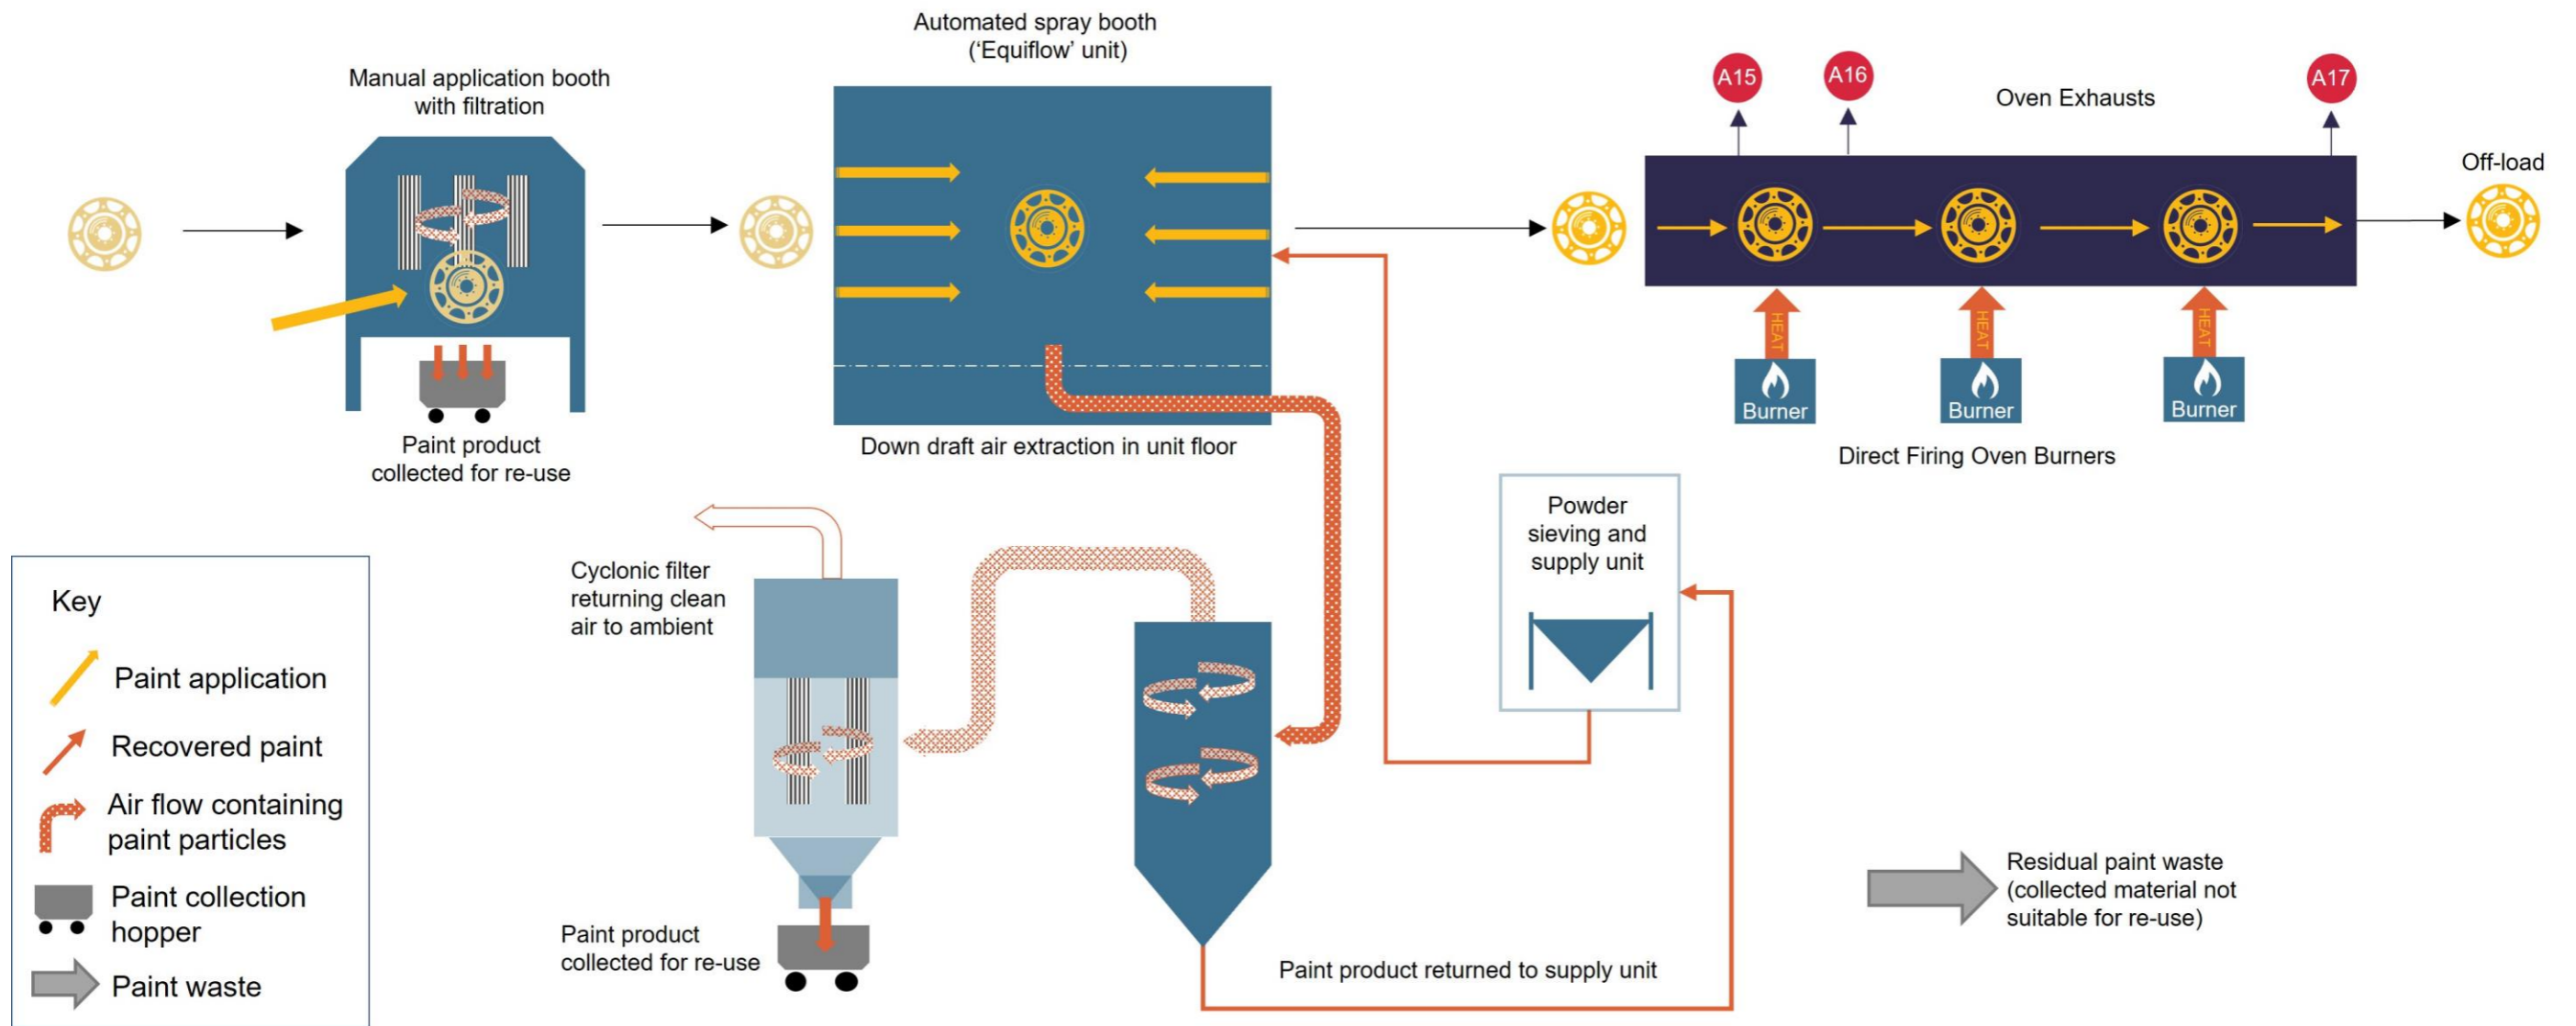 Automated spray booth
(‘Equiflow’ unit)
Manual application booth
with filtration
A15
A16
A17
Oven Exhausts
Off-load
HEAT
HEAT
HEAT
Burner
Burner
Burner
Direct Firing Oven Burners
Paint product
collected for re-use
Down draft air extraction in unit floor
Powder
sieving and
supply unit
Cyclonic filter
returning clean
air to ambient
Key
Paint application
Recovered paint
Air flow containing
paint particles
Paint collection
hopper
Paint waste
Paint product
collected for re-use
Paint product returned to supply unit
Residual paint waste
(collected material not
suitable for re-use)